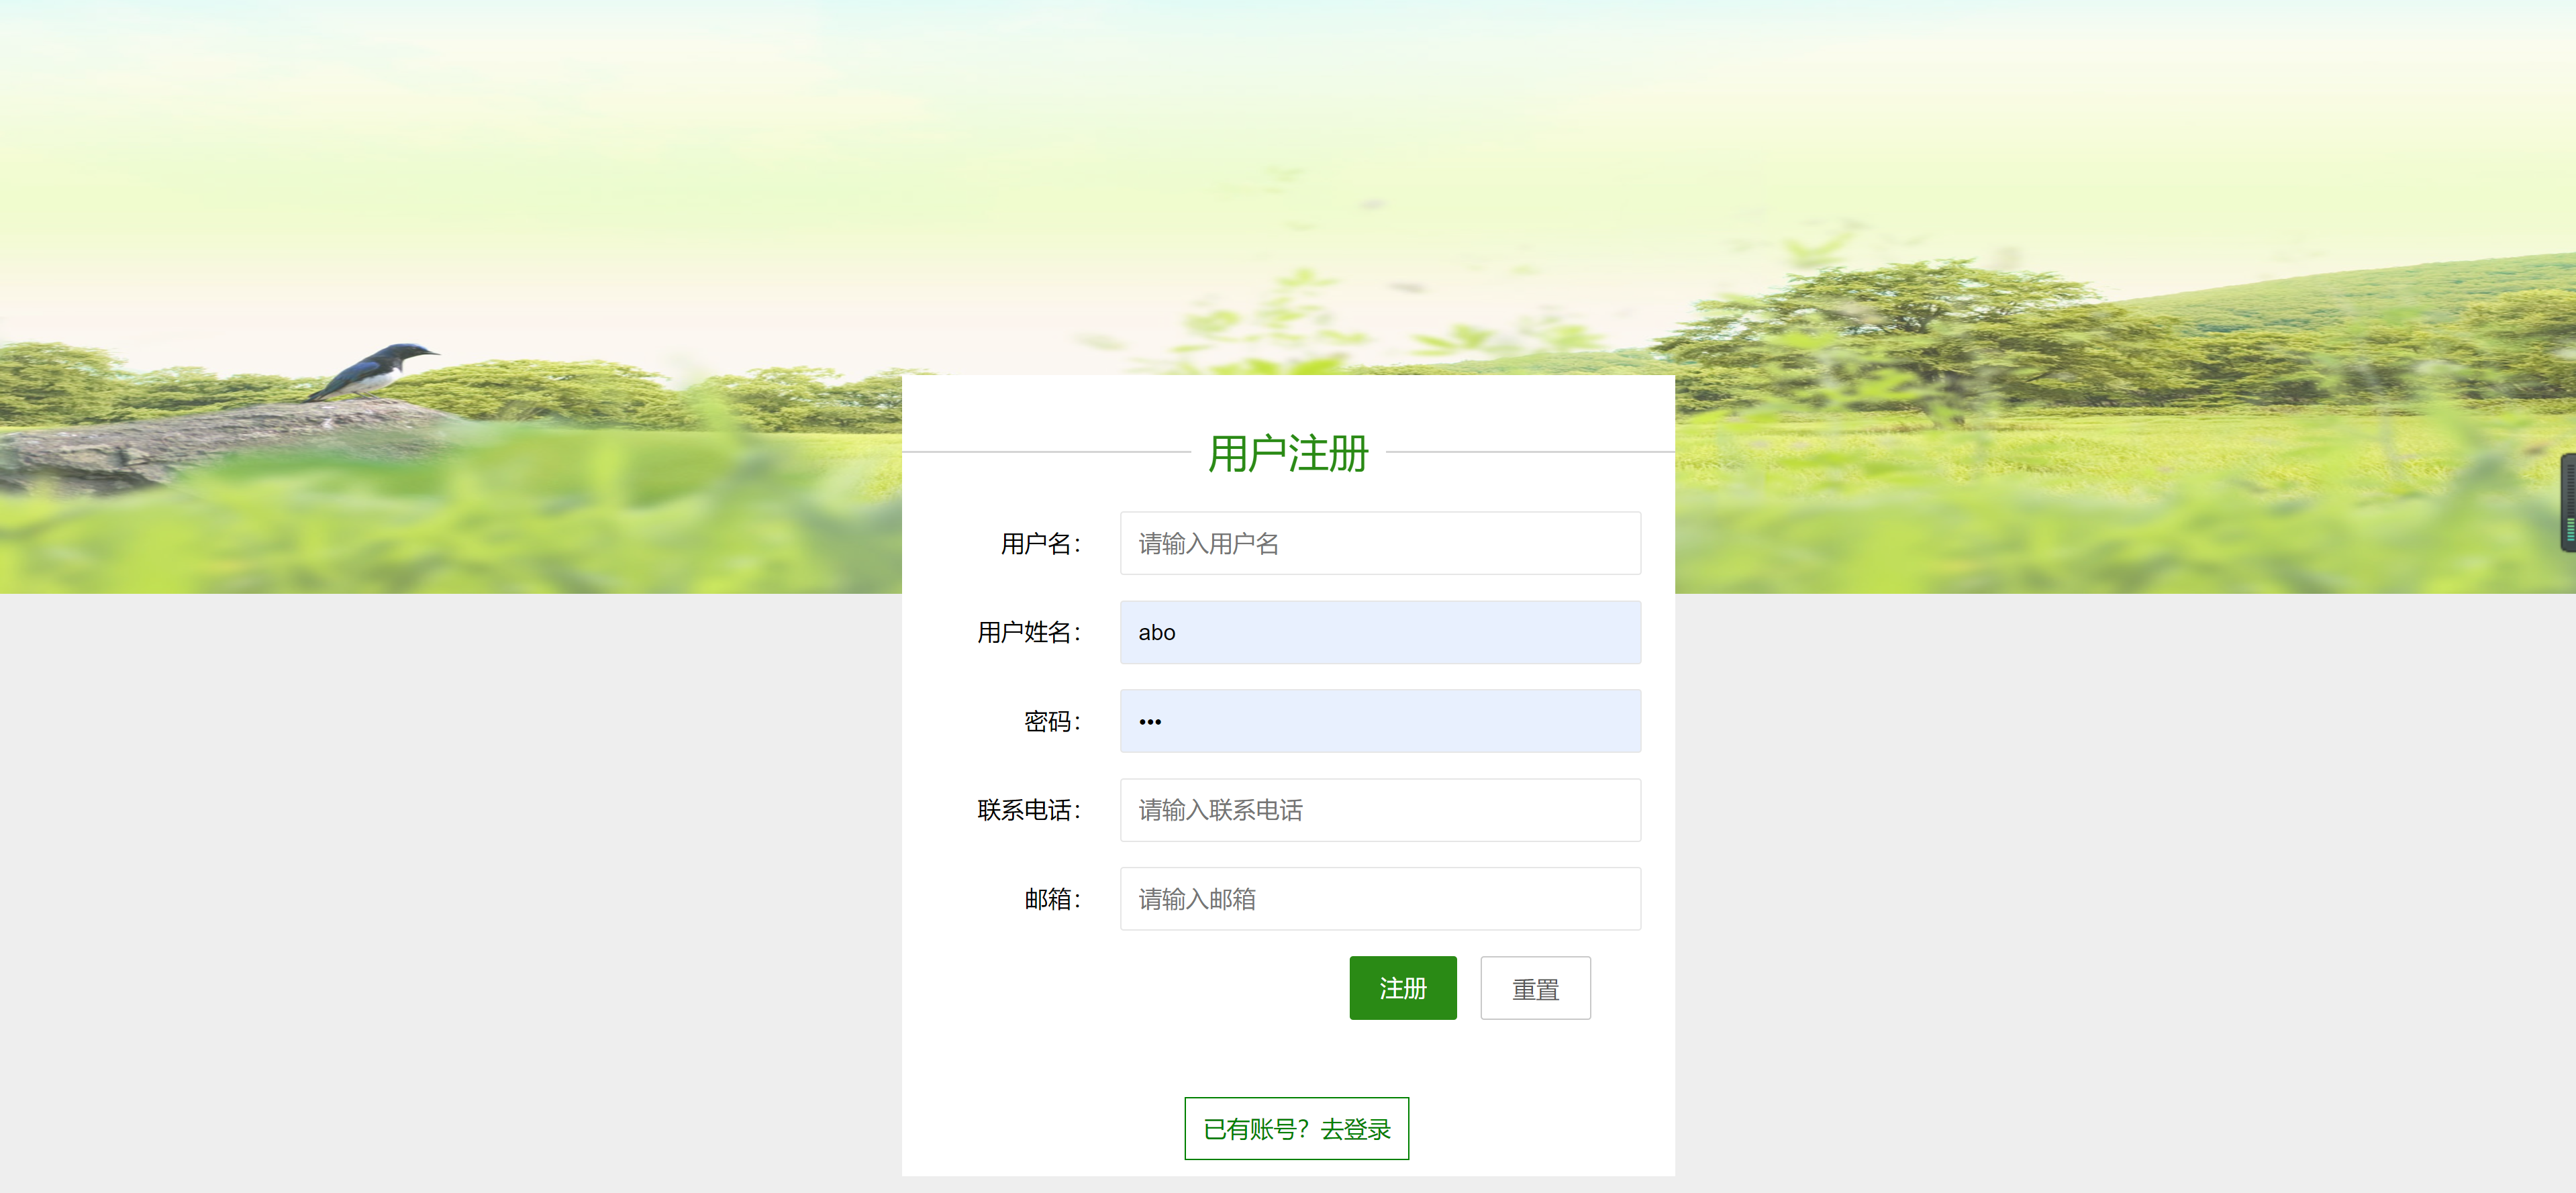 用户注册
用户名： 请输入用户名
用户姓名： abo
密码： •••
联系电话： 请输入联系电话
邮箱： 请输入邮箱
注册 重置
已有账号？去登录